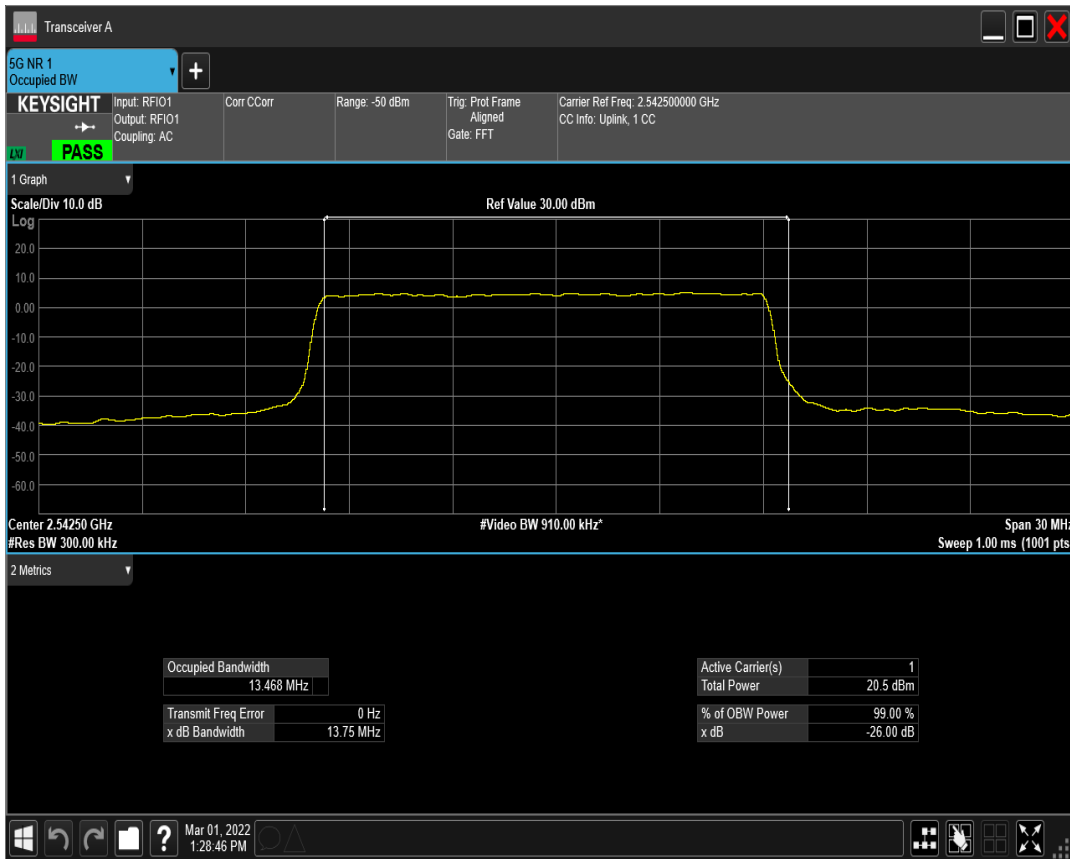 Transceiver A
5G NR 1
Occupied BW
+
KEYSIGHT
LXI
PASS
Input: RFIO1
Output: RFIO1
Coupling: AC
Corr CCorr
Range: -50 dBm
Trig: Prot Frame
Aligned
Gate: FFT
Carrier Ref Freq: 2.542500000 GHz
CC Info: Uplink, 1 CC
1 Graph
Scale/Div 10.0 dB
Ref Value 30.00 dBm
Log
20.0
10.0
0.00
-10.0
-20.0
-30.0
-40.0
-50.0
-60.0
Center 2.54250 GHz
#Video BW 910.00 kHz*
Span 30 MHz
#Res BW 300.00 kHz
Sweep 1.00 ms (1001 pts
2 Metrics
Occupied Bandwidth
13.468 MHz
Transmit Freq Error 0 Hz
x dB Bandwidth 13.75 MHz
Active Carrier(s) 1
Total Power 20.5 dBm
% of OBW Power 99.00 %
x dB -26.00 dB
?
Mar 01, 2022
1:28:46 PM